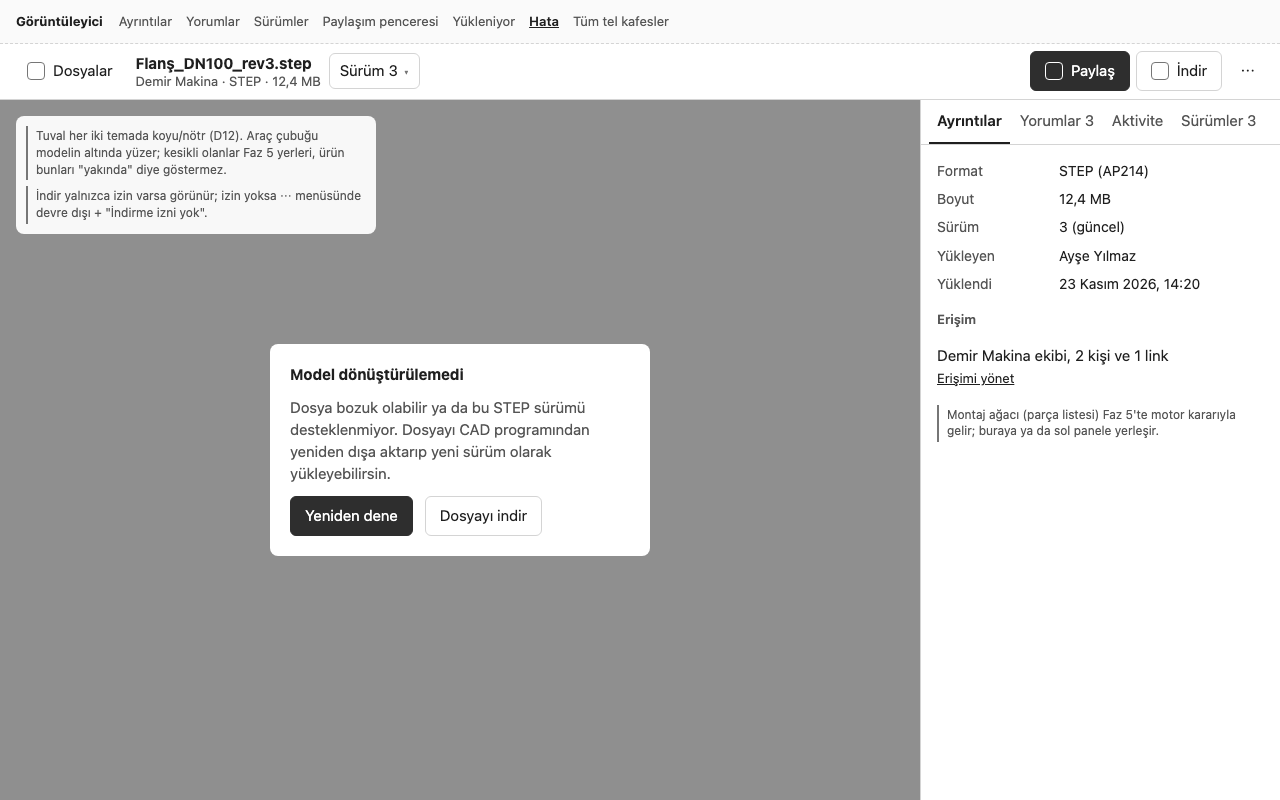 Görüntüleyici Ayrıntılar Yorumlar Sürümler Paylaşım penceresi Yükleniyor Hata Tüm tel kafesler
Dosyalar
Flanş_DN100_rev3.step
Demir Makina · STEP · 12,4 MB
Sürüm 3
Paylaş
İndir
···
Tuval her iki temada koyu/nötr (D12). Araç çubuğu
modelin altında yüzer; kesikli olanlar Faz 5 yerleri, ürün
bunları "yakında" diye göstermez.
İndir yalnızca izin varsa görünür; izin yoksa ··· menüsünde
devre dışı + "İndirme izni yok".
Model dönüştürülemedi
Dosya bozuk olabilir ya da bu STEP sürümü
desteklenmiyor. Dosyayı CAD programından
yeniden dışa aktarıp yeni sürüm olarak
yükleyebilirsin.
Yeniden dene Dosyayı indir
Ayrıntılar Yorumlar 3 Aktivite Sürümler 3
Format STEP (AP214)
Boyut 12,4 MB
Sürüm 3 (güncel)
Yükleyen Ayşe Yılmaz
Yüklendi 23 Kasım 2026, 14:20
Erişim
Demir Makina ekibi, 2 kişi ve 1 link
Erişimi yönet
Montaj ağacı (parça listesi) Faz 5'te motor kararıyla
gelir; buraya ya da sol panele yerleşir.